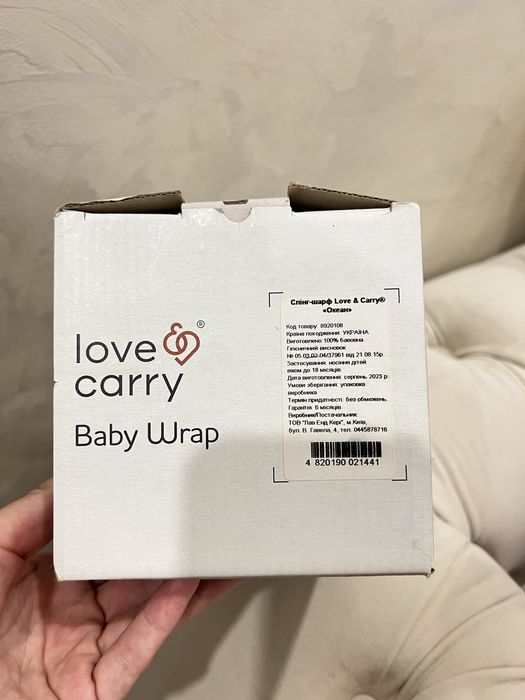 love &
carry
®
Baby Wrap
Слінг-шарф Love & Carry®
«Океан»
Код товару: 8920108
Країна походження: УКРАЇНА
Виготовлено 100% бавовна
Гігієнічний висновок
№ 05.03.02-04/37961 від 21.08.15р.
Застосування: носіння дітей
віком до 18 місяців.
Дата виготовлення: серпень 2023 р.
Умови зберігання: упаковка
виробника
Термін придатності: без обмежень.
Гарантія: 6 місяців
Виробник/Постачальник:
ТОВ "Лав Енд Кері", м.Київ,
бул. В. Гавела, 4, тел. 0445878716
4 820190 021441